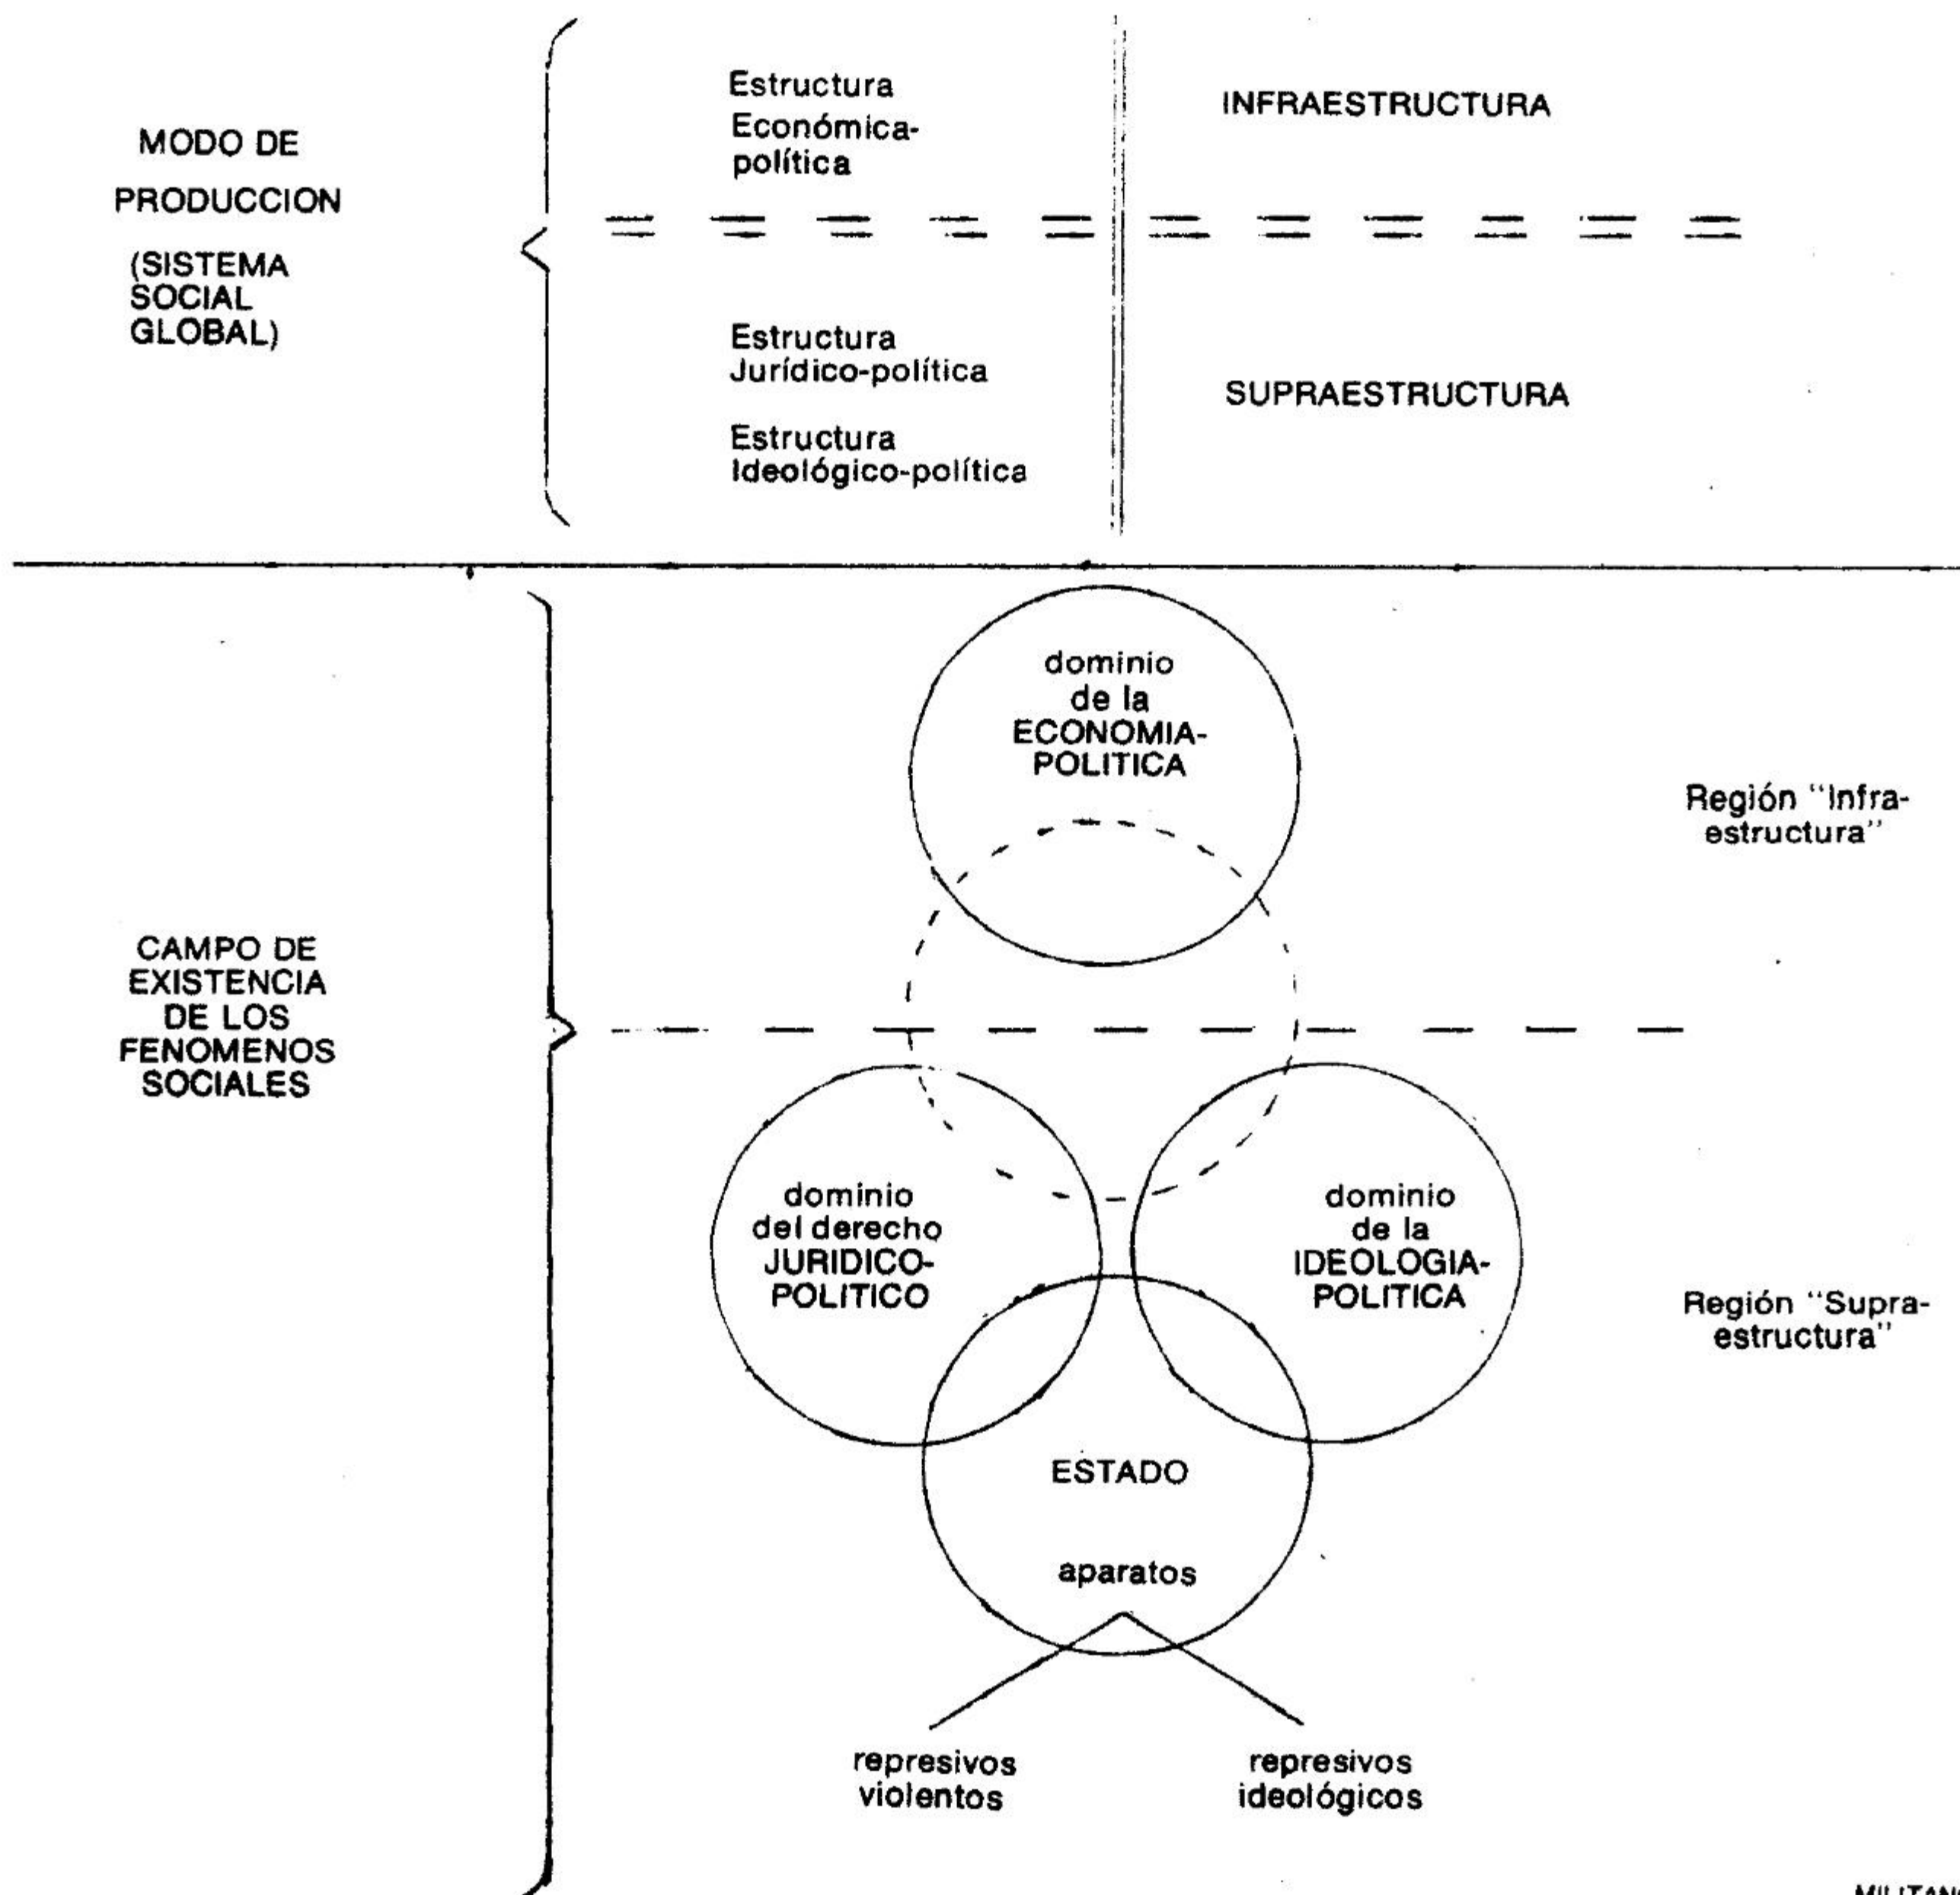 MODO DE
PRODUCCION
(SISTEMA
SOCIAL
GLOBAL)
Estructura
Económica-
política
INFRAESTRUCTURA
Estructura
Jurídico-política
Estructura
Ideológico-política
SUPRAESTRUCTURA
CAMPO DE
EXISTENCIA
DE LOS
FENOMENOS
SOCIALES
dominio
de la
ECONOMIA-
POLITICA
Región "Infra-
estructura"
dominio
del derecho
JURIDICO-
POLITICO
dominio
de la
IDEOLOGIA-
POLITICA
Región "Supra-
estructura"
ESTADO
aparatos
represivos
violentos
represivos
ideológicos